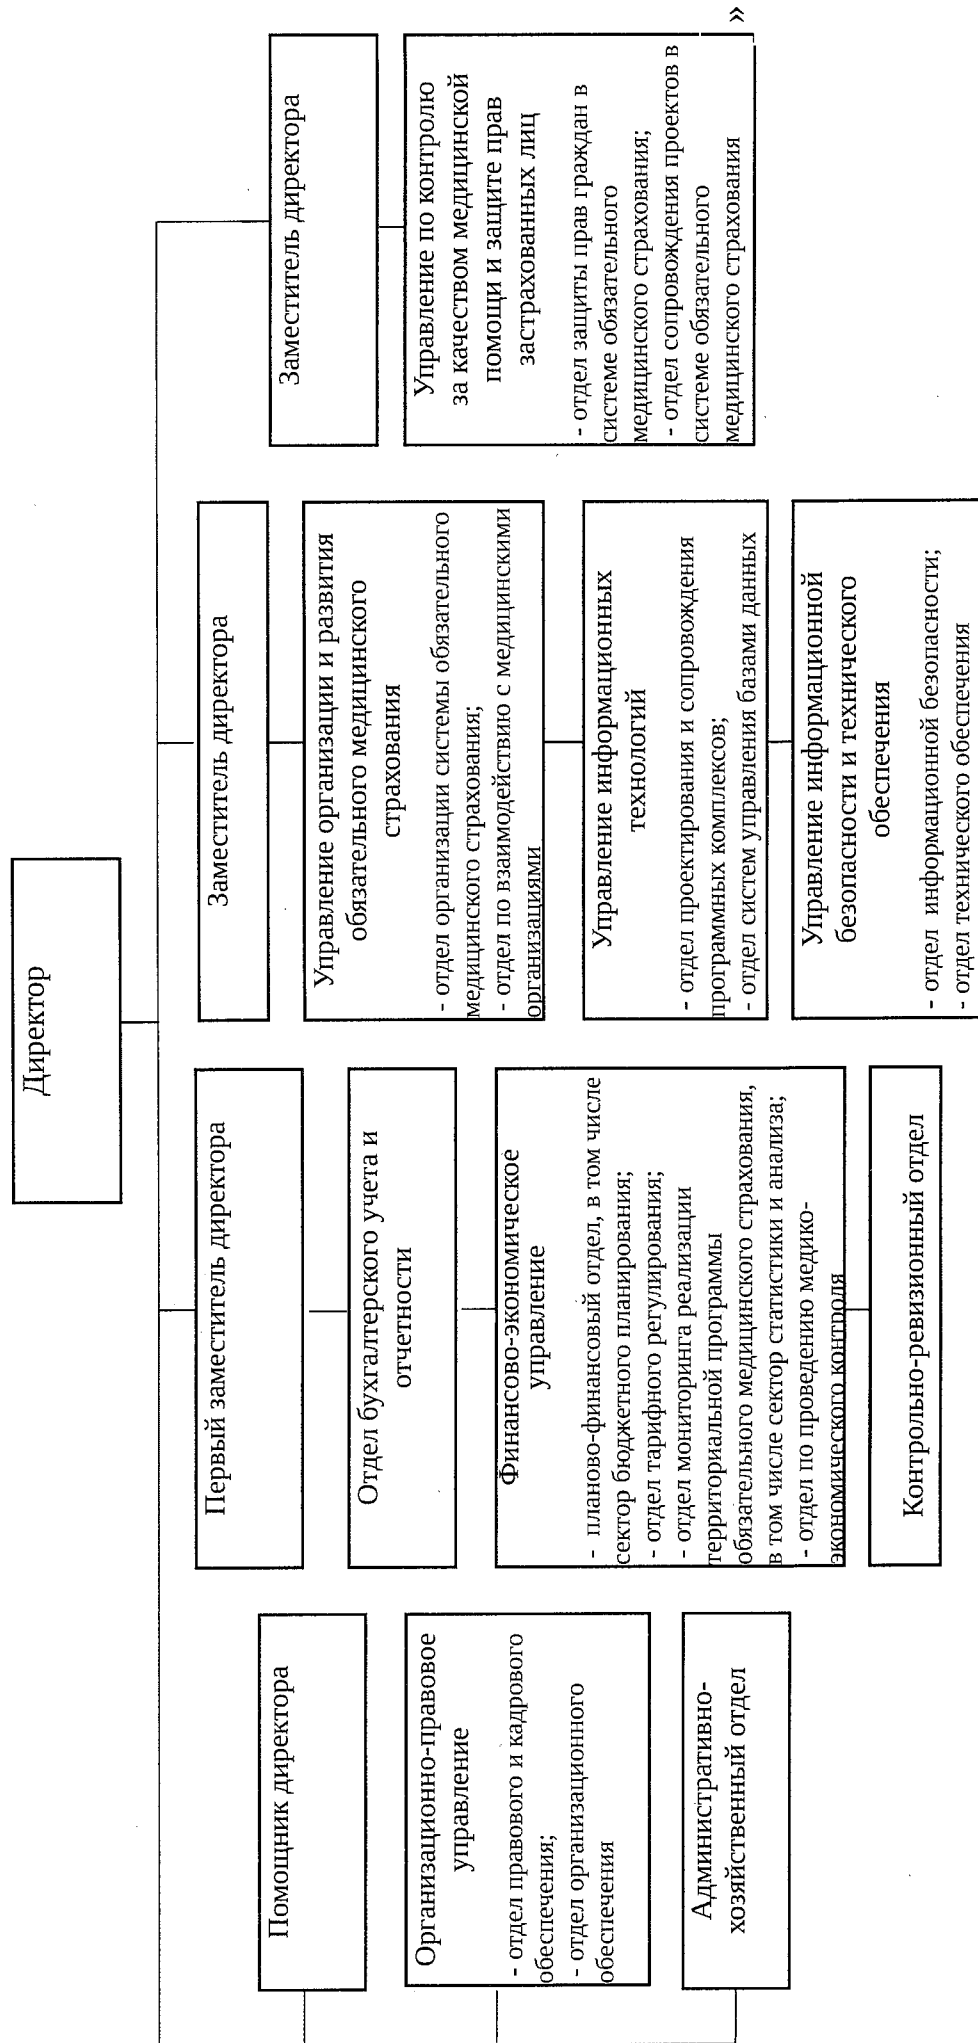 Директор
Помощник директора
Организационно-правовое
управление
- отдел правового и кадрового
обеспечения;
- отдел организационного
обеспечения
Административно-
хозяйственный отдел
Первый заместитель директора
Отдел бухгалтерского учета и
отчетности
Финансово-экономическое
управление
- планово-финансовый отдел, в том числе
сектор бюджетного планирования;
- отдел тарифного регулирования;
- отдел мониторинга реализации
территориальной программы
обязательного медицинского страхования,
в том числе сектор статистики и анализа;
- отдел по проведению медико-
экономического контроля
Контрольно-ревизионный отдел
Заместитель директора
Управление организации и развития
обязательного медицинского
страхования
- отдел организации системы обязательного
медицинского страхования;
- отдел по взаимодействию с медицинскими
организациями
Управление информационных
технологий
- отдел проектирования и сопровождения
программных комплексов;
- отдел систем управления базами данных
Управление информационной
безопасности и технического
обеспечения
- отдел информационной безопасности;
- отдел технического обеспечения
Заместитель директора
Управление по контролю
за качеством медицинской
помощи и защите прав
застрахованных лиц
- отдел защиты прав граждан в
системе обязательного
медицинского страхования;
- отдел сопровождения проектов в
системе обязательного
медицинского страхования
»